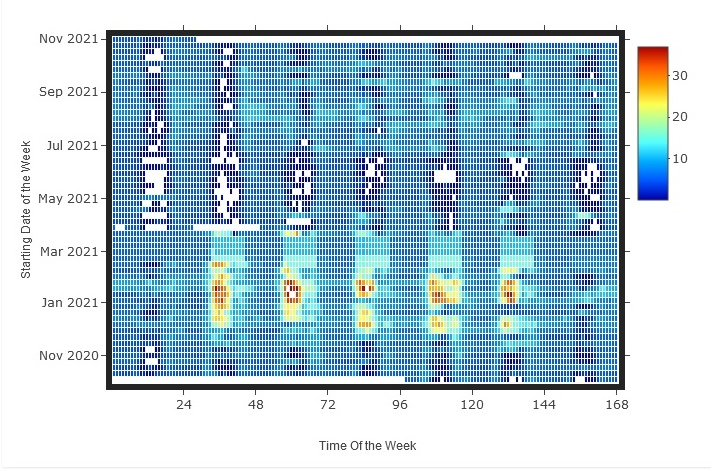 Nov 2021
Sep 2021
Jul 2021
May 2021
Mar 2021
Jan 2021
Nov 2020
Starting Date of the Week
24 48 72 96 120 144 168
Time Of the Week
30
20
10